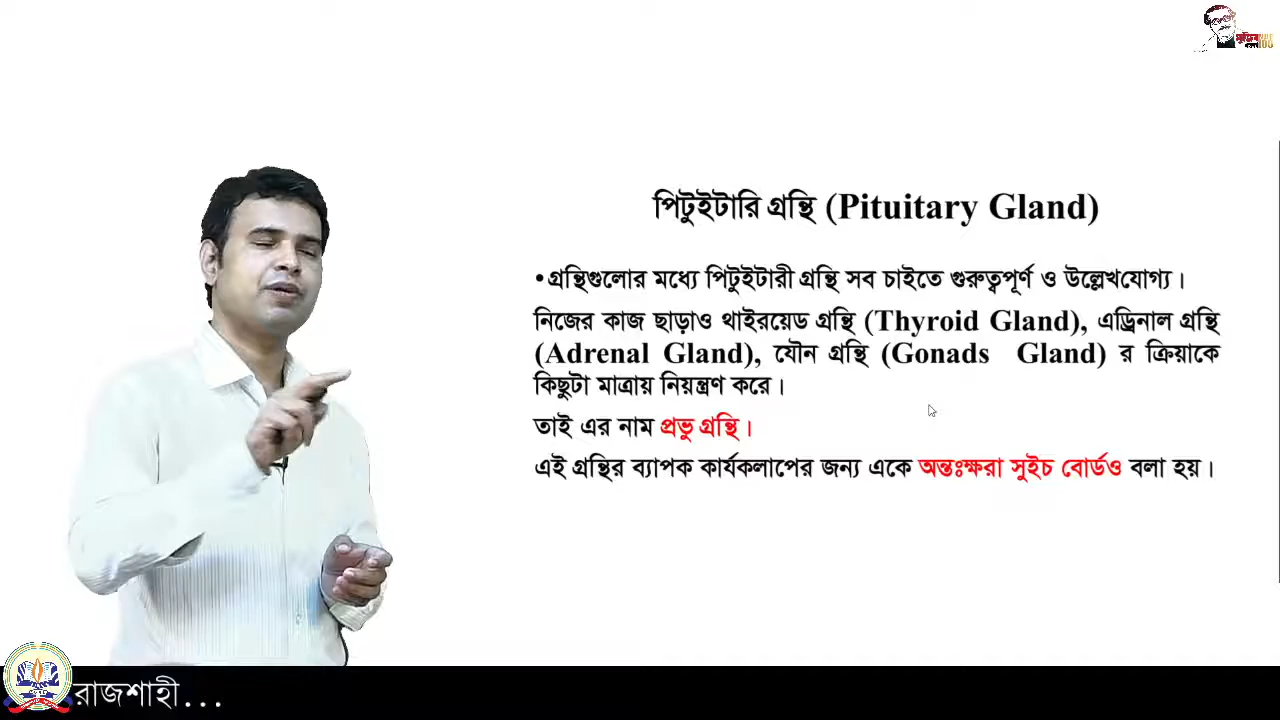 পিটুইটারি গ্রন্থি (Pituitary Gland)
•গ্রন্থিগুলোর মধ্যে পিটুইটারী গ্রন্থি সব চাইতে গুরুত্বপূর্ণ ও উল্লেখযোগ্য।
নিজের কাজ ছাড়াও থাইরয়েড গ্রন্থি (Thyroid Gland), এড্রিনাল গ্রন্থি
(Adrenal Gland), যৌন গ্রন্থি (Gonads Gland) র ক্রিয়াকে
কিছুটা মাত্রায় নিয়ন্ত্রণ করে।
তাই এর নাম প্রভু গ্রন্থি।
এই গ্রন্থির ব্যাপক কার্যকলাপের জন্য একে অন্তঃক্ষরা সুইচ বোর্ডও বলা হয়।
রাজশাহী...